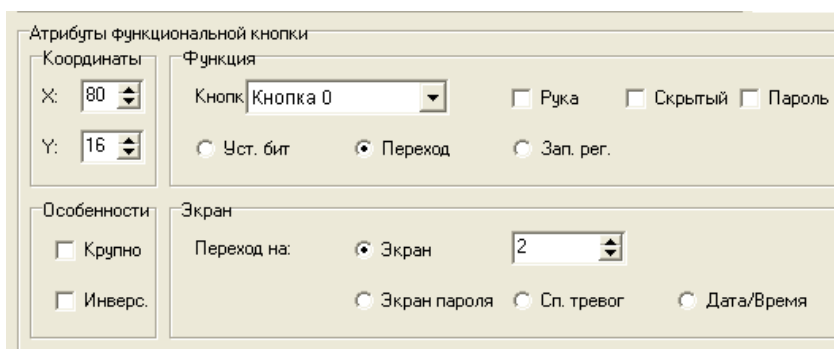 Атрибуты функциональной кнопки
Координаты Функция
X: 80 Кнопк Кнопка 0 Рука Скрытый Пароль
Y: 16 Уст. бит Переход Зап. рег.
Особенности Экран
Крупно Переход на: Экран 2
Инверс. Экран пароля Сп. тревог Дата/Время